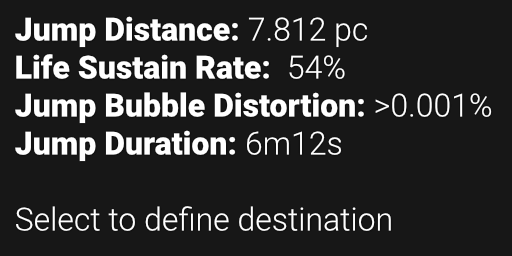 Jump Distance: 7.812 pc
Life Sustain Rate: 54%
Jump Bubble Distortion: >0.001%
Jump Duration: 6m12s
Select to define destination